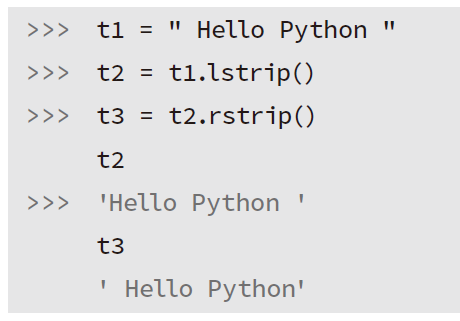 >>> t1 = " Hello Python "
>>> t2 = t1.lstrip()
>>> t3 = t2.rstrip()
t2
>>> 'Hello Python '
t3
' Hello Python'